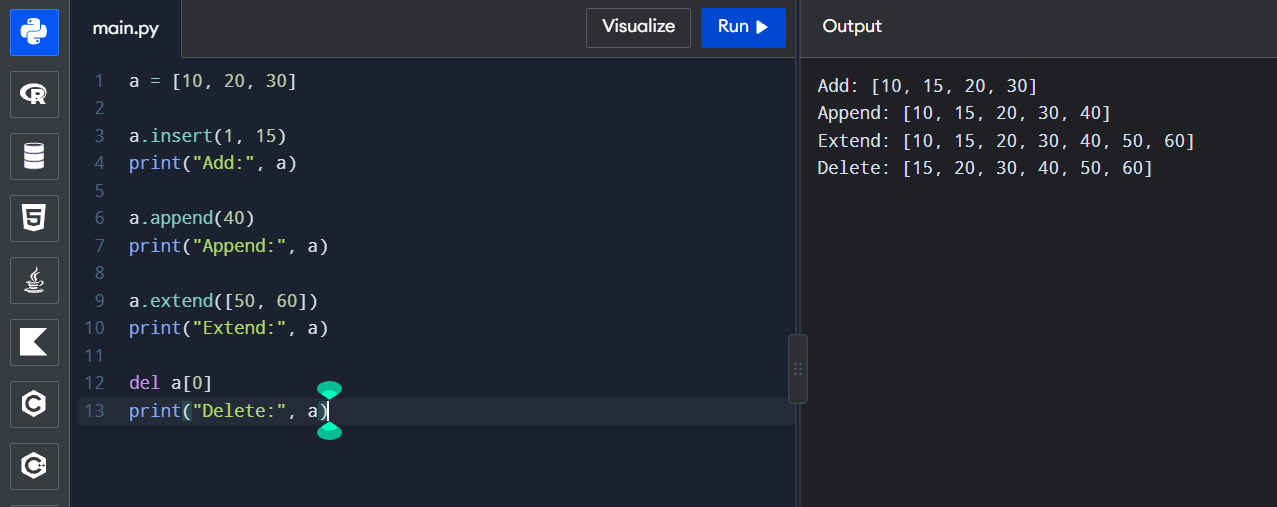 main.py
Visualize
Run
Output
1 a = [10, 20, 30]
2
3 a.insert(1, 15)
4 print("Add:", a)
5
6 a.append(40)
7 print("Append:", a)
8
9 a.extend([50, 60])
10 print("Extend:", a)
11
12 del a[0]
13 print("Delete:", a)
Add: [10, 15, 20, 30]
Append: [10, 15, 20, 30, 40]
Extend: [10, 15, 20, 30, 40, 50, 60]
Delete: [15, 20, 30, 40, 50, 60]